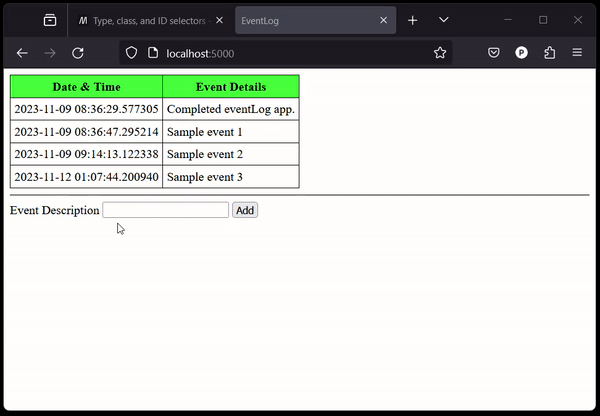 Type, class, and ID selectors
EventLog
localhost:5000
P
Date & Time Event Details
2023-11-09 08:36:29.577305 Completed eventLog app.
2023-11-09 08:36:47.295214 Sample event 1
2023-11-09 09:14:13.122338 Sample event 2
2023-11-12 01:07:44.200940 Sample event 3
Event Description Add